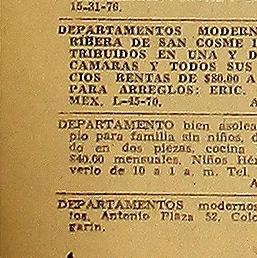 15-31-76.
DEPARTAMENTOS MODERN
RIBERA DE SAN COSME
TRIBUIDOS EN UNA Y D
CAMARAS Y TODOS SUS
CIOS RENTAS DE $80.00 A
PARA ARREGLOS: ERIC.
MEX. L-45-70. A
DEPARTAMENTO bien asolea
pio para familia sin niños, d
do en dos piezas, cocina
$40.00 mensuales. Niños Hér
verio de 10 a 1 a. m. Tel.
A
DEPARTAMENTOS modernos
tos, Antonio Plaza 52, Colo
garín.